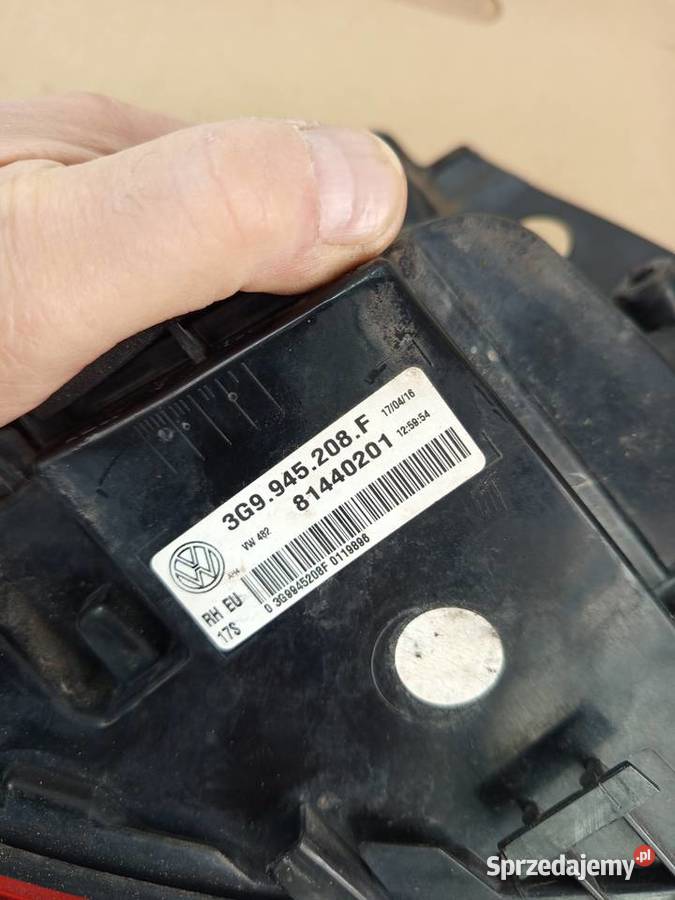 3G9.945.208.F 17/04/16
VW 482 81440201 12:59:54
RH EU
17S 0 3G9945208F 0119896
Sprzedajemy.pl